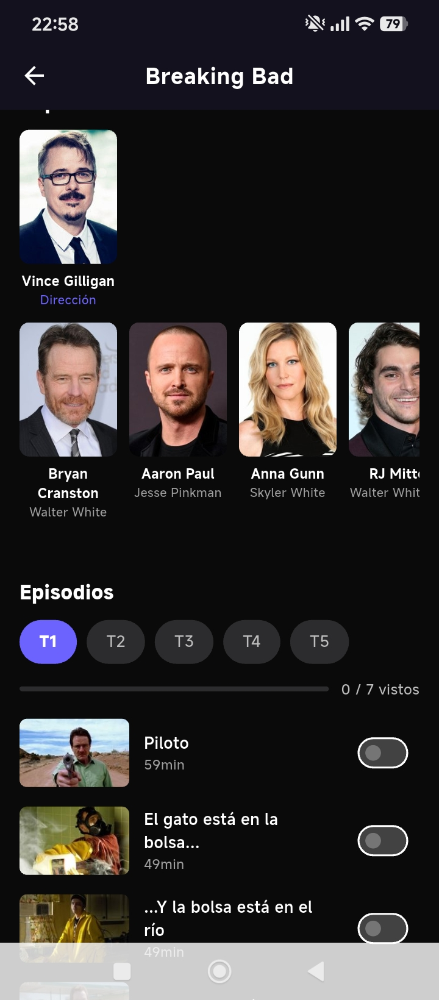 22:58
79
Breaking Bad
Vince Gilligan
Dirección
Bryan
Cranston
Walter White
Aaron Paul
Jesse Pinkman
Anna Gunn
Skyler White
RJ Mitte
Walter Whit
Episodios
T1 T2 T3 T4 T5
0 / 7 vistos
Piloto
59min
El gato está en la
bolsa...
49min
...Y la bolsa está en el
río
49min